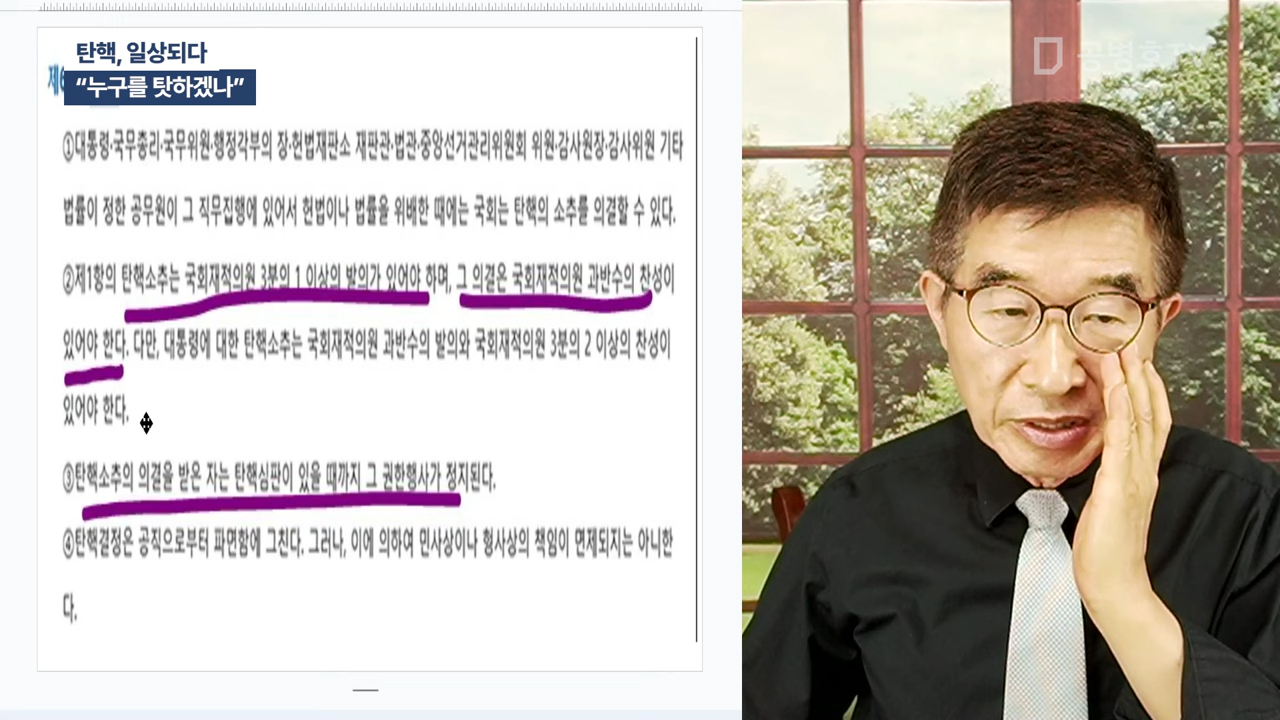 탄핵, 일상되다
“누구를 탓하겠나”
공병호
①대통령·국무총리·국무위원·행정각부의 장·헌법재판소 재판관·법관·중앙선거관리위원회 위원·감사원장·감사위원 기타
법률이 정한 공무원이 그 직무집행에 있어서 헌법이나 법률을 위배한 때에는 국회는 탄핵의 소추를 의결할 수 있다.
②제1항의 탄핵소추는 국회재적의원 3분의 1 이상의 발의가 있어야 하며, 그 의결은 국회재적의원 과반수의 찬성이
있어야 한다. 다만, 대통령에 대한 탄핵소추는 국회재적의원 과반수의 발의와 국회재적의원 3분의 2 이상의 찬성이
있어야 한다.
③탄핵소추의 의결을 받은 자는 탄핵심판이 있을 때까지 그 권한행사가 정지된다.
④탄핵결정은 공직으로부터 파면함에 그친다. 그러나, 이에 의하여 민사상이나 형사상의 책임이 면제되지는 아니한
다.